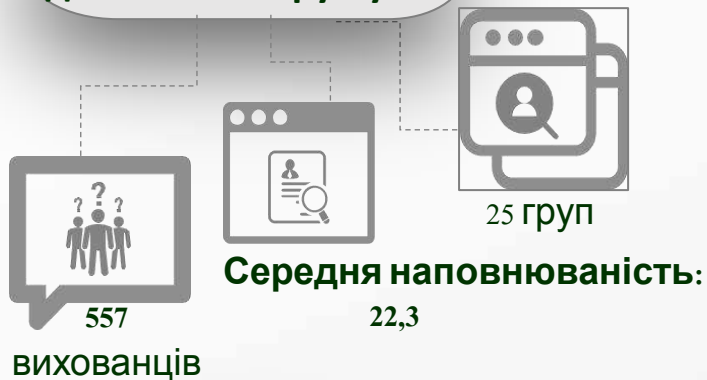 25 груп
Середня наповнюваність:
557
22,3
вихованців